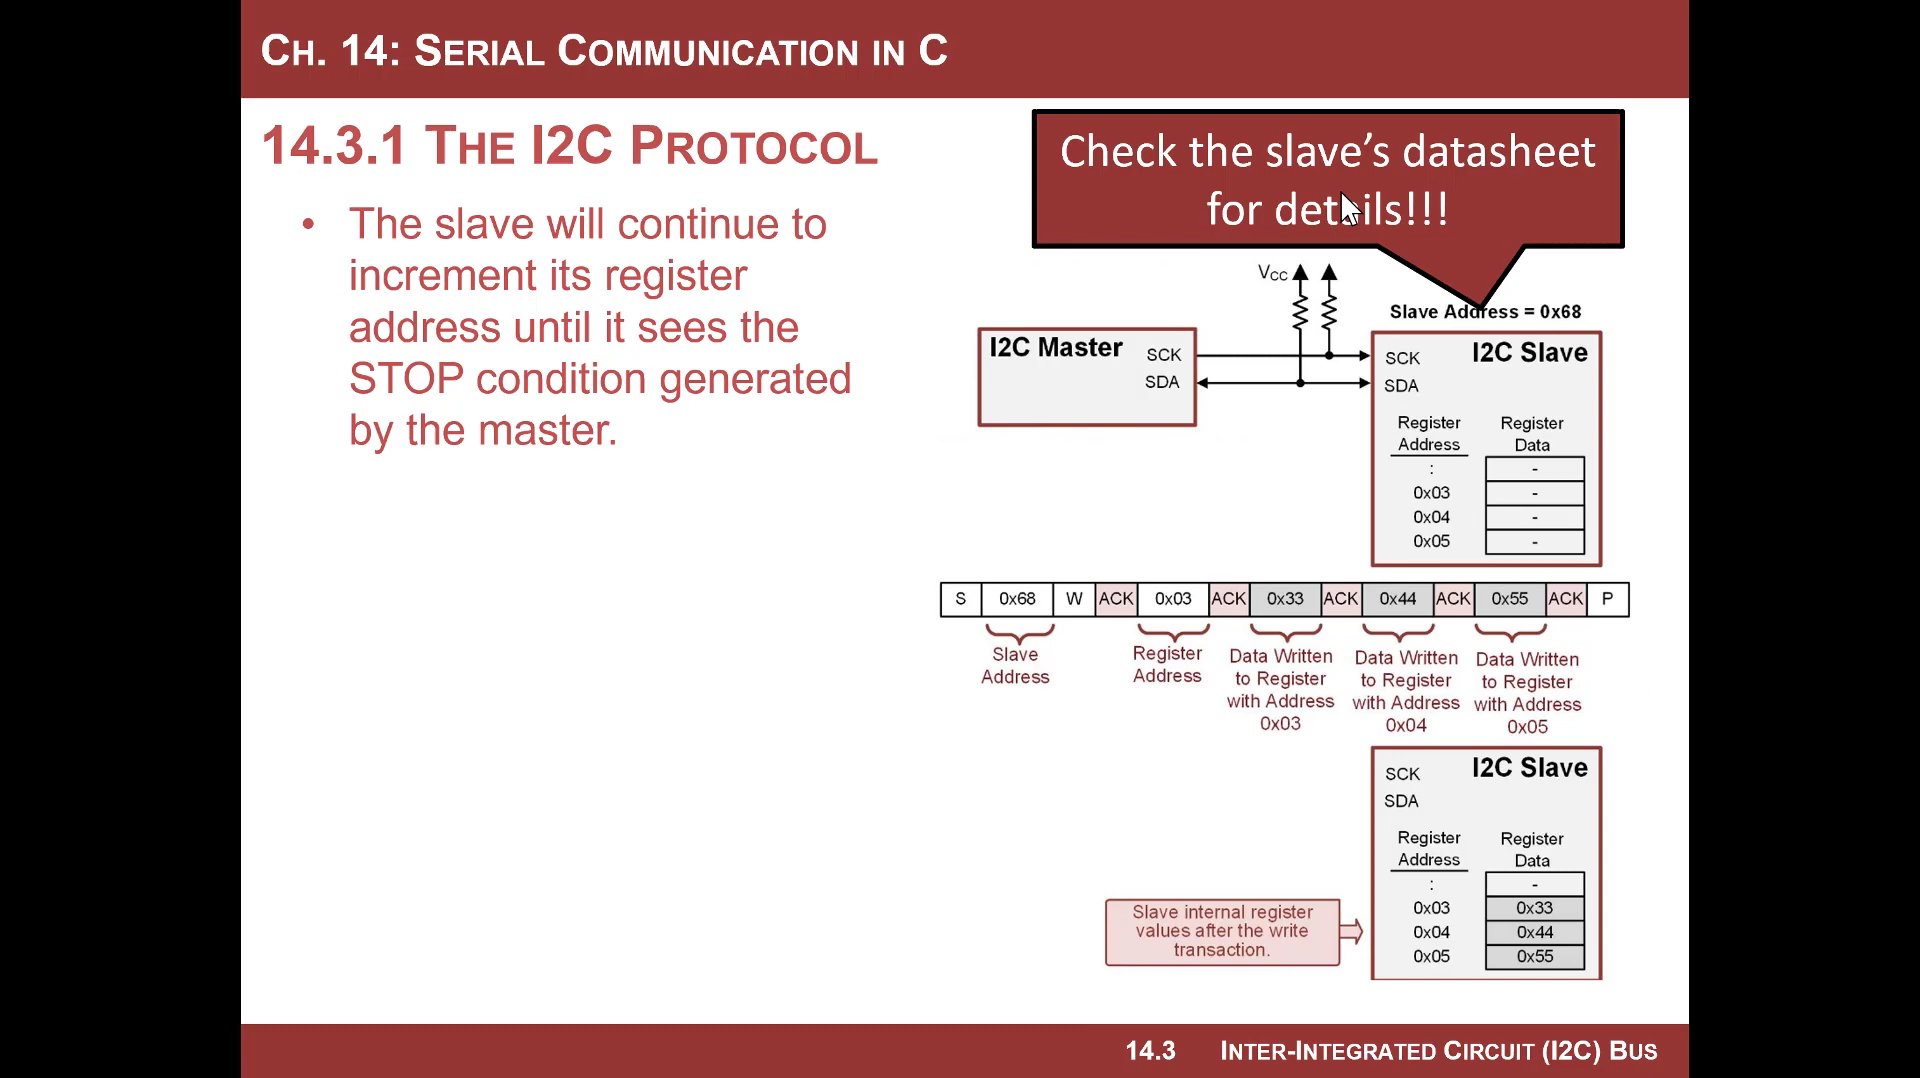 CH. 14: SERIAL COMMUNICATION IN C
14.3.1 THE I2C PROTOCOL
• The slave will continue to
increment its register
address until it sees the
STOP condition generated
by the master.
Check the slave’s datasheet
for details!!!
VCC
Slave Address = 0x68
I2C Master
SCK
SDA
I2C Slave
SCK
SDA
Register Register
Address Data
: -
0x03 -
0x04 -
0x05 -
S 0x68 W ACK 0x03 ACK 0x33 ACK 0x44 ACK 0x55 ACK P
Slave
Address
Register
Address
Data Written
to Register
with Address
0x03
Data Written
to Register
with Address
0x04
Data Written
to Register
with Address
0x05
I2C Slave
SCK
SDA
Register Register
Address Data
: -
0x03 0x33
0x04 0x44
0x05 0x55
Slave internal register
values after the write
transaction.
14.3 INTER-INTEGRATED CIRCUIT (I2C) BUS